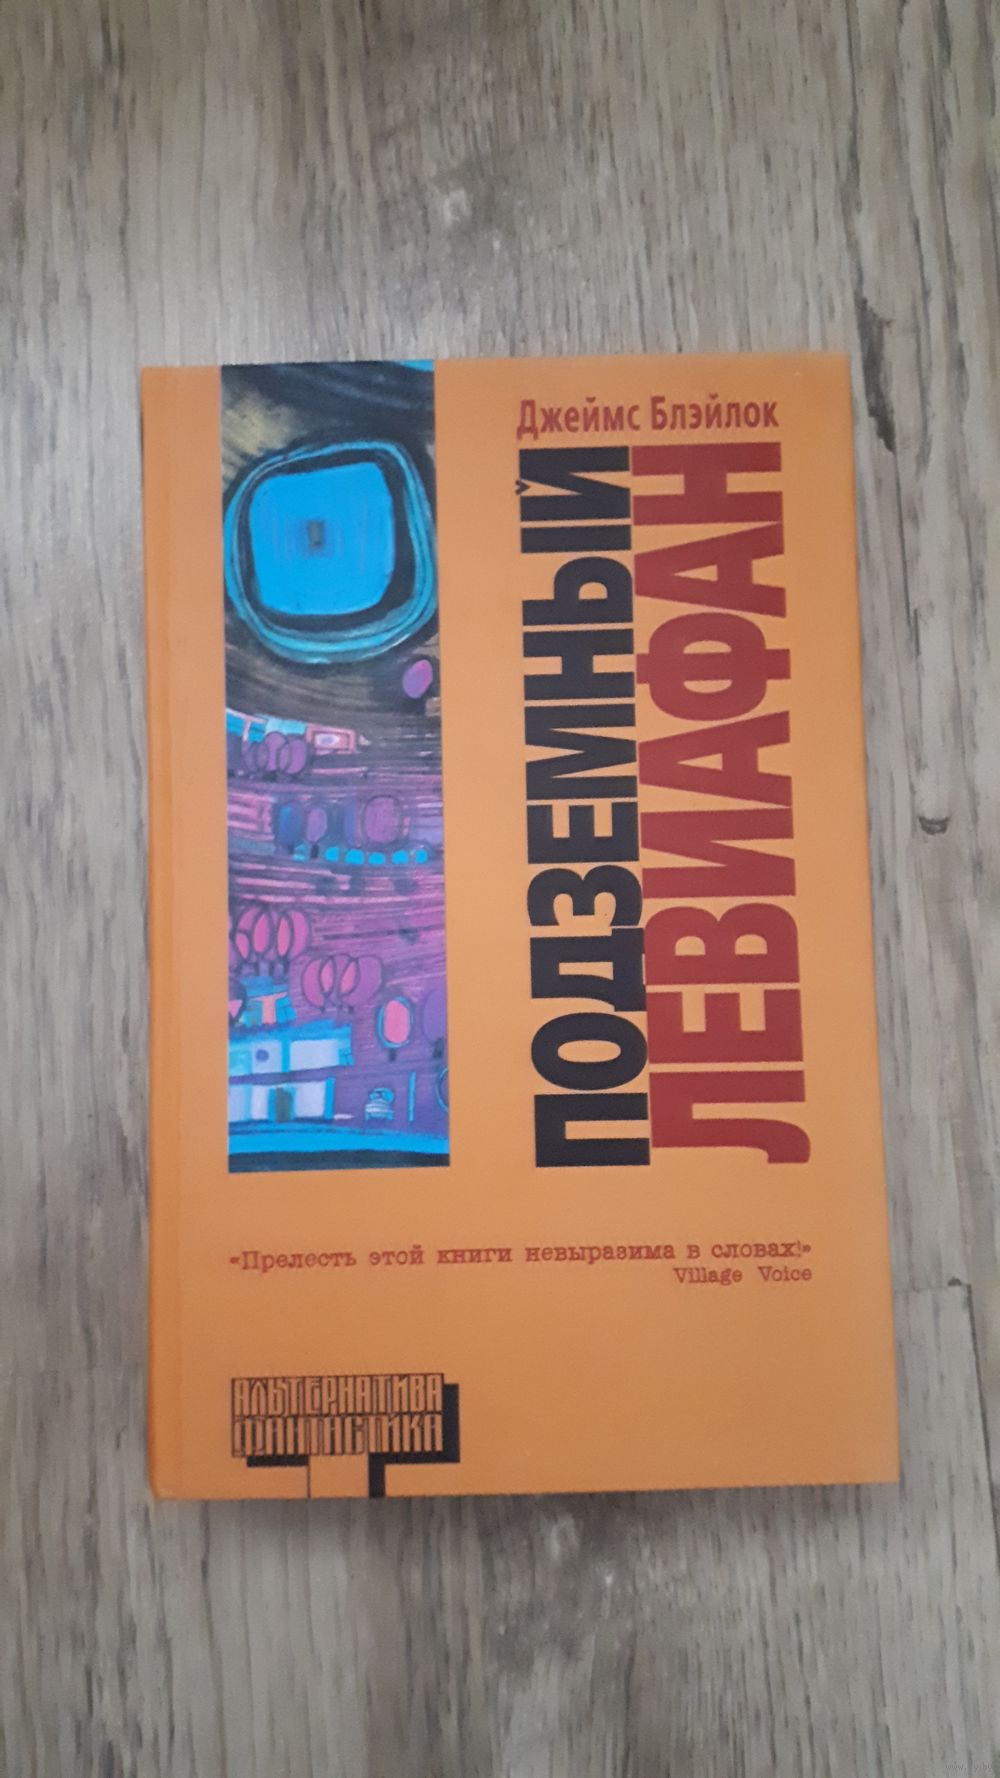 Джеймс Блэйлок
ПОДЗЕМНЫЙ
ЛЕВИАФАН
«Прелесть этой книги невыразима в словах!»
Village Voice
АЛЬТЕРНАТИВА
ФАНТАСТИКА